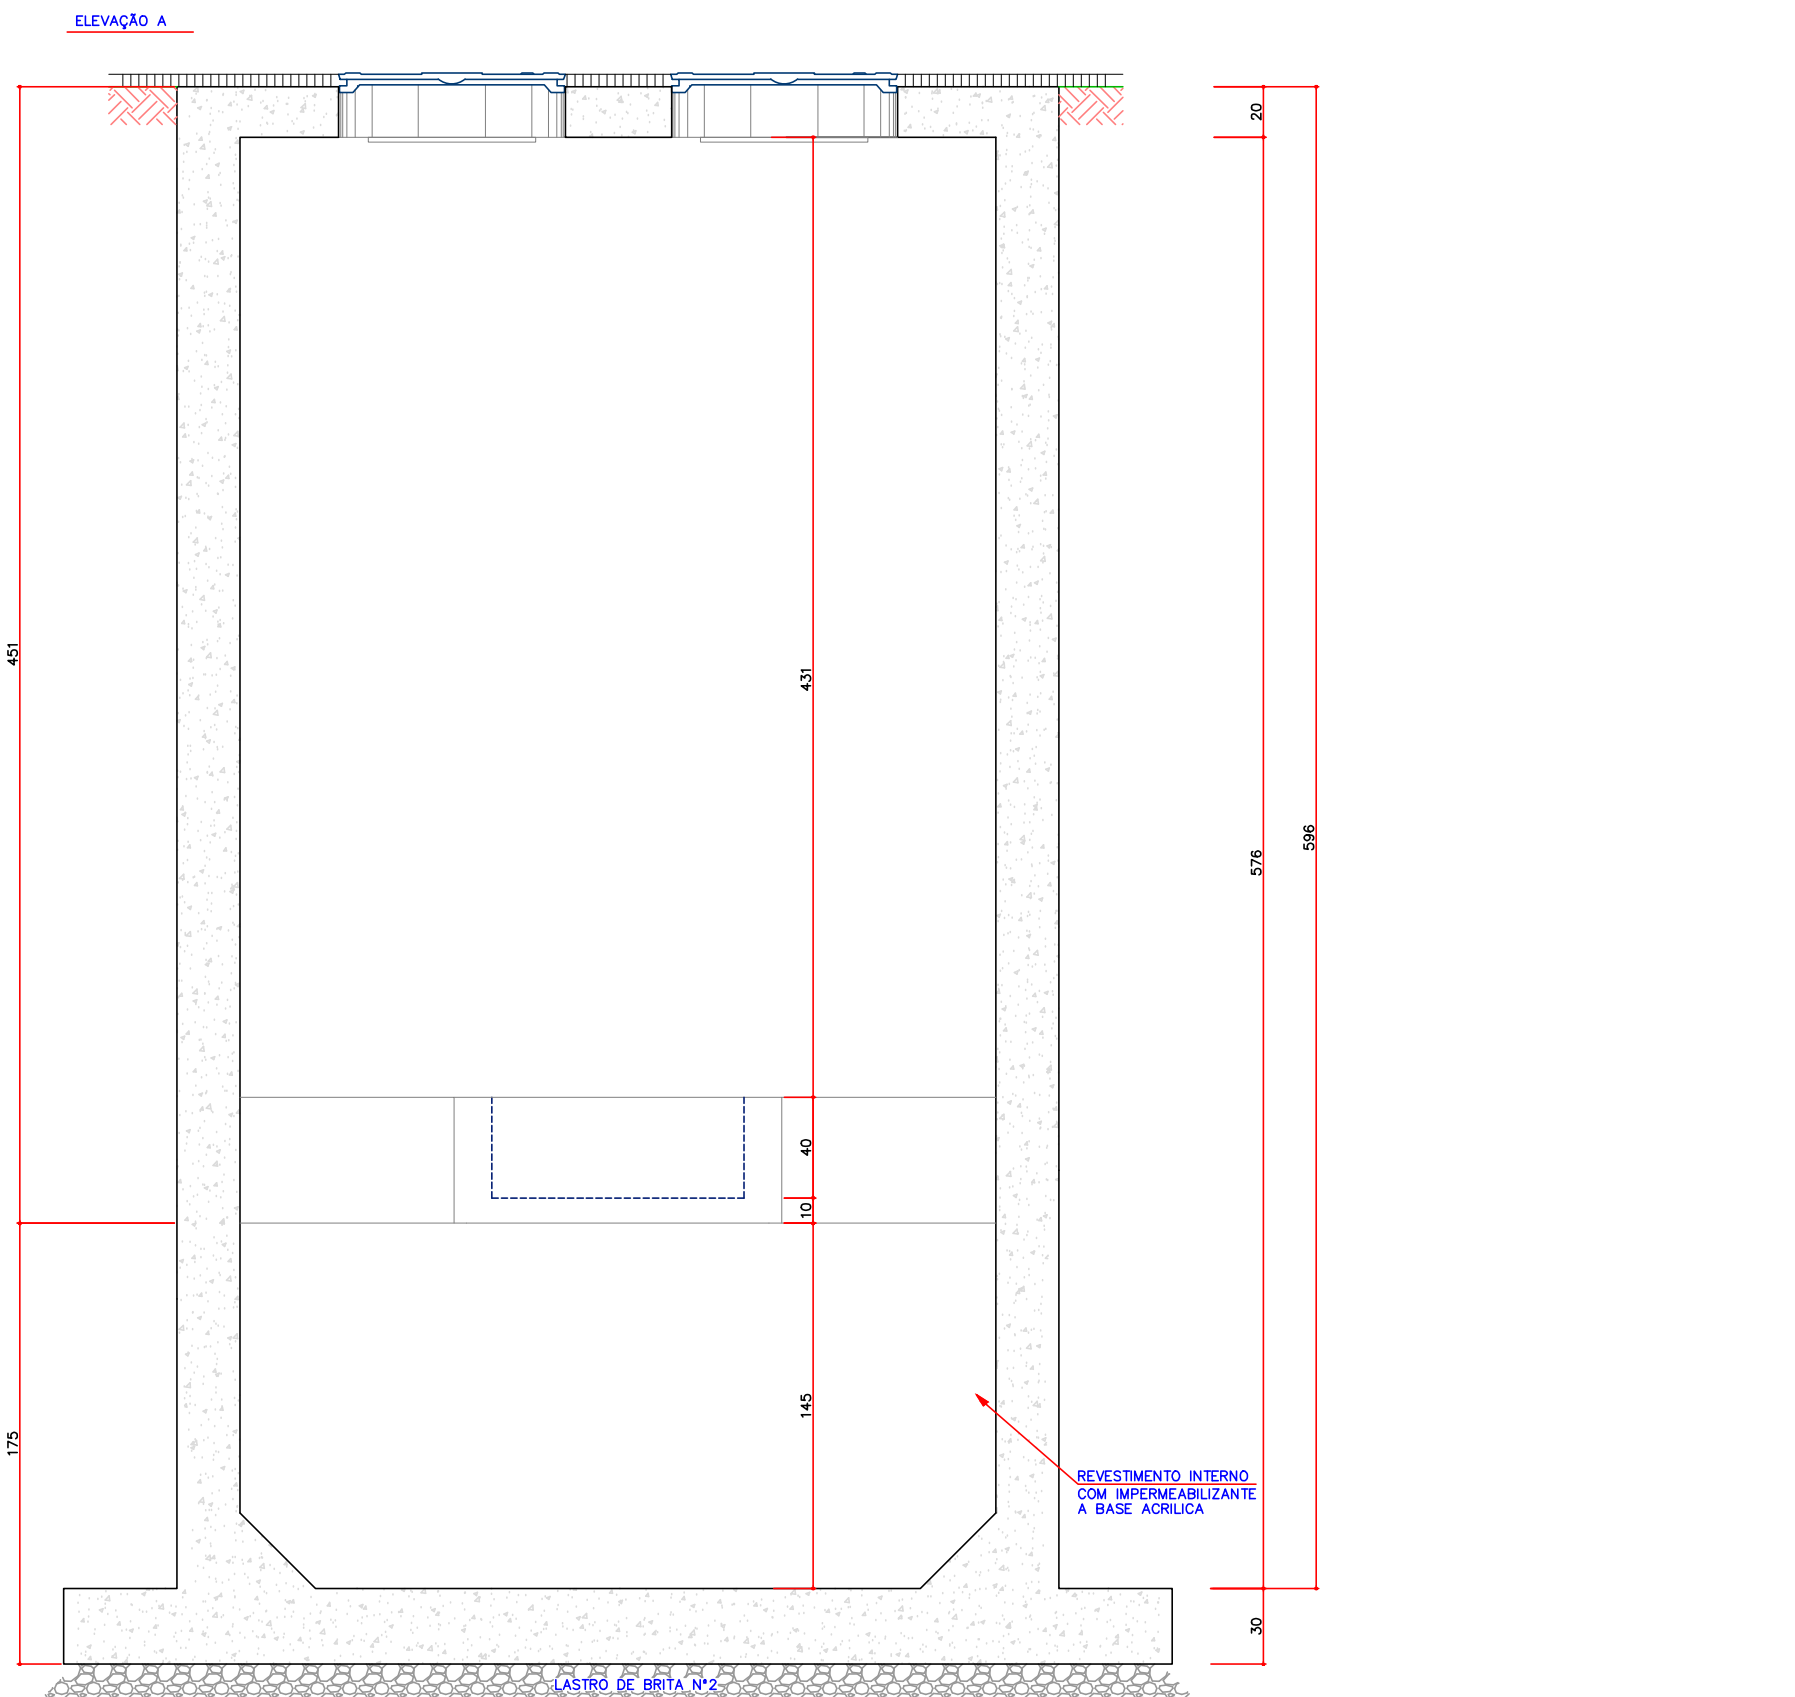 ELEVAÇÃO A
20
451
431
596
576
40
10
145
175
REVESTIMENTO INTERNO
COM IMPERMEABILIZANTE
A BASE ACRILICA
30
LASTRO DE BRITA N°2